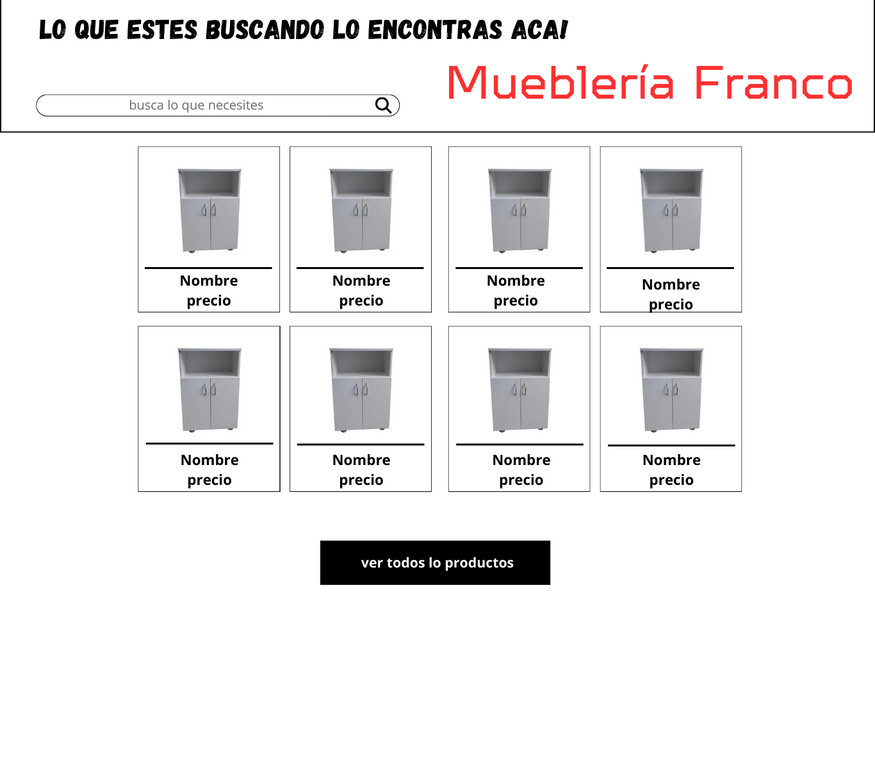 LO QUE ESTES BUSCANDO LO ENCONTRAS ACA!
Mueblería Franco
busca lo que necesites
Nombre
precio
Nombre
precio
Nombre
precio
Nombre
precio
Nombre
precio
Nombre
precio
Nombre
precio
Nombre
precio
ver todos lo productos